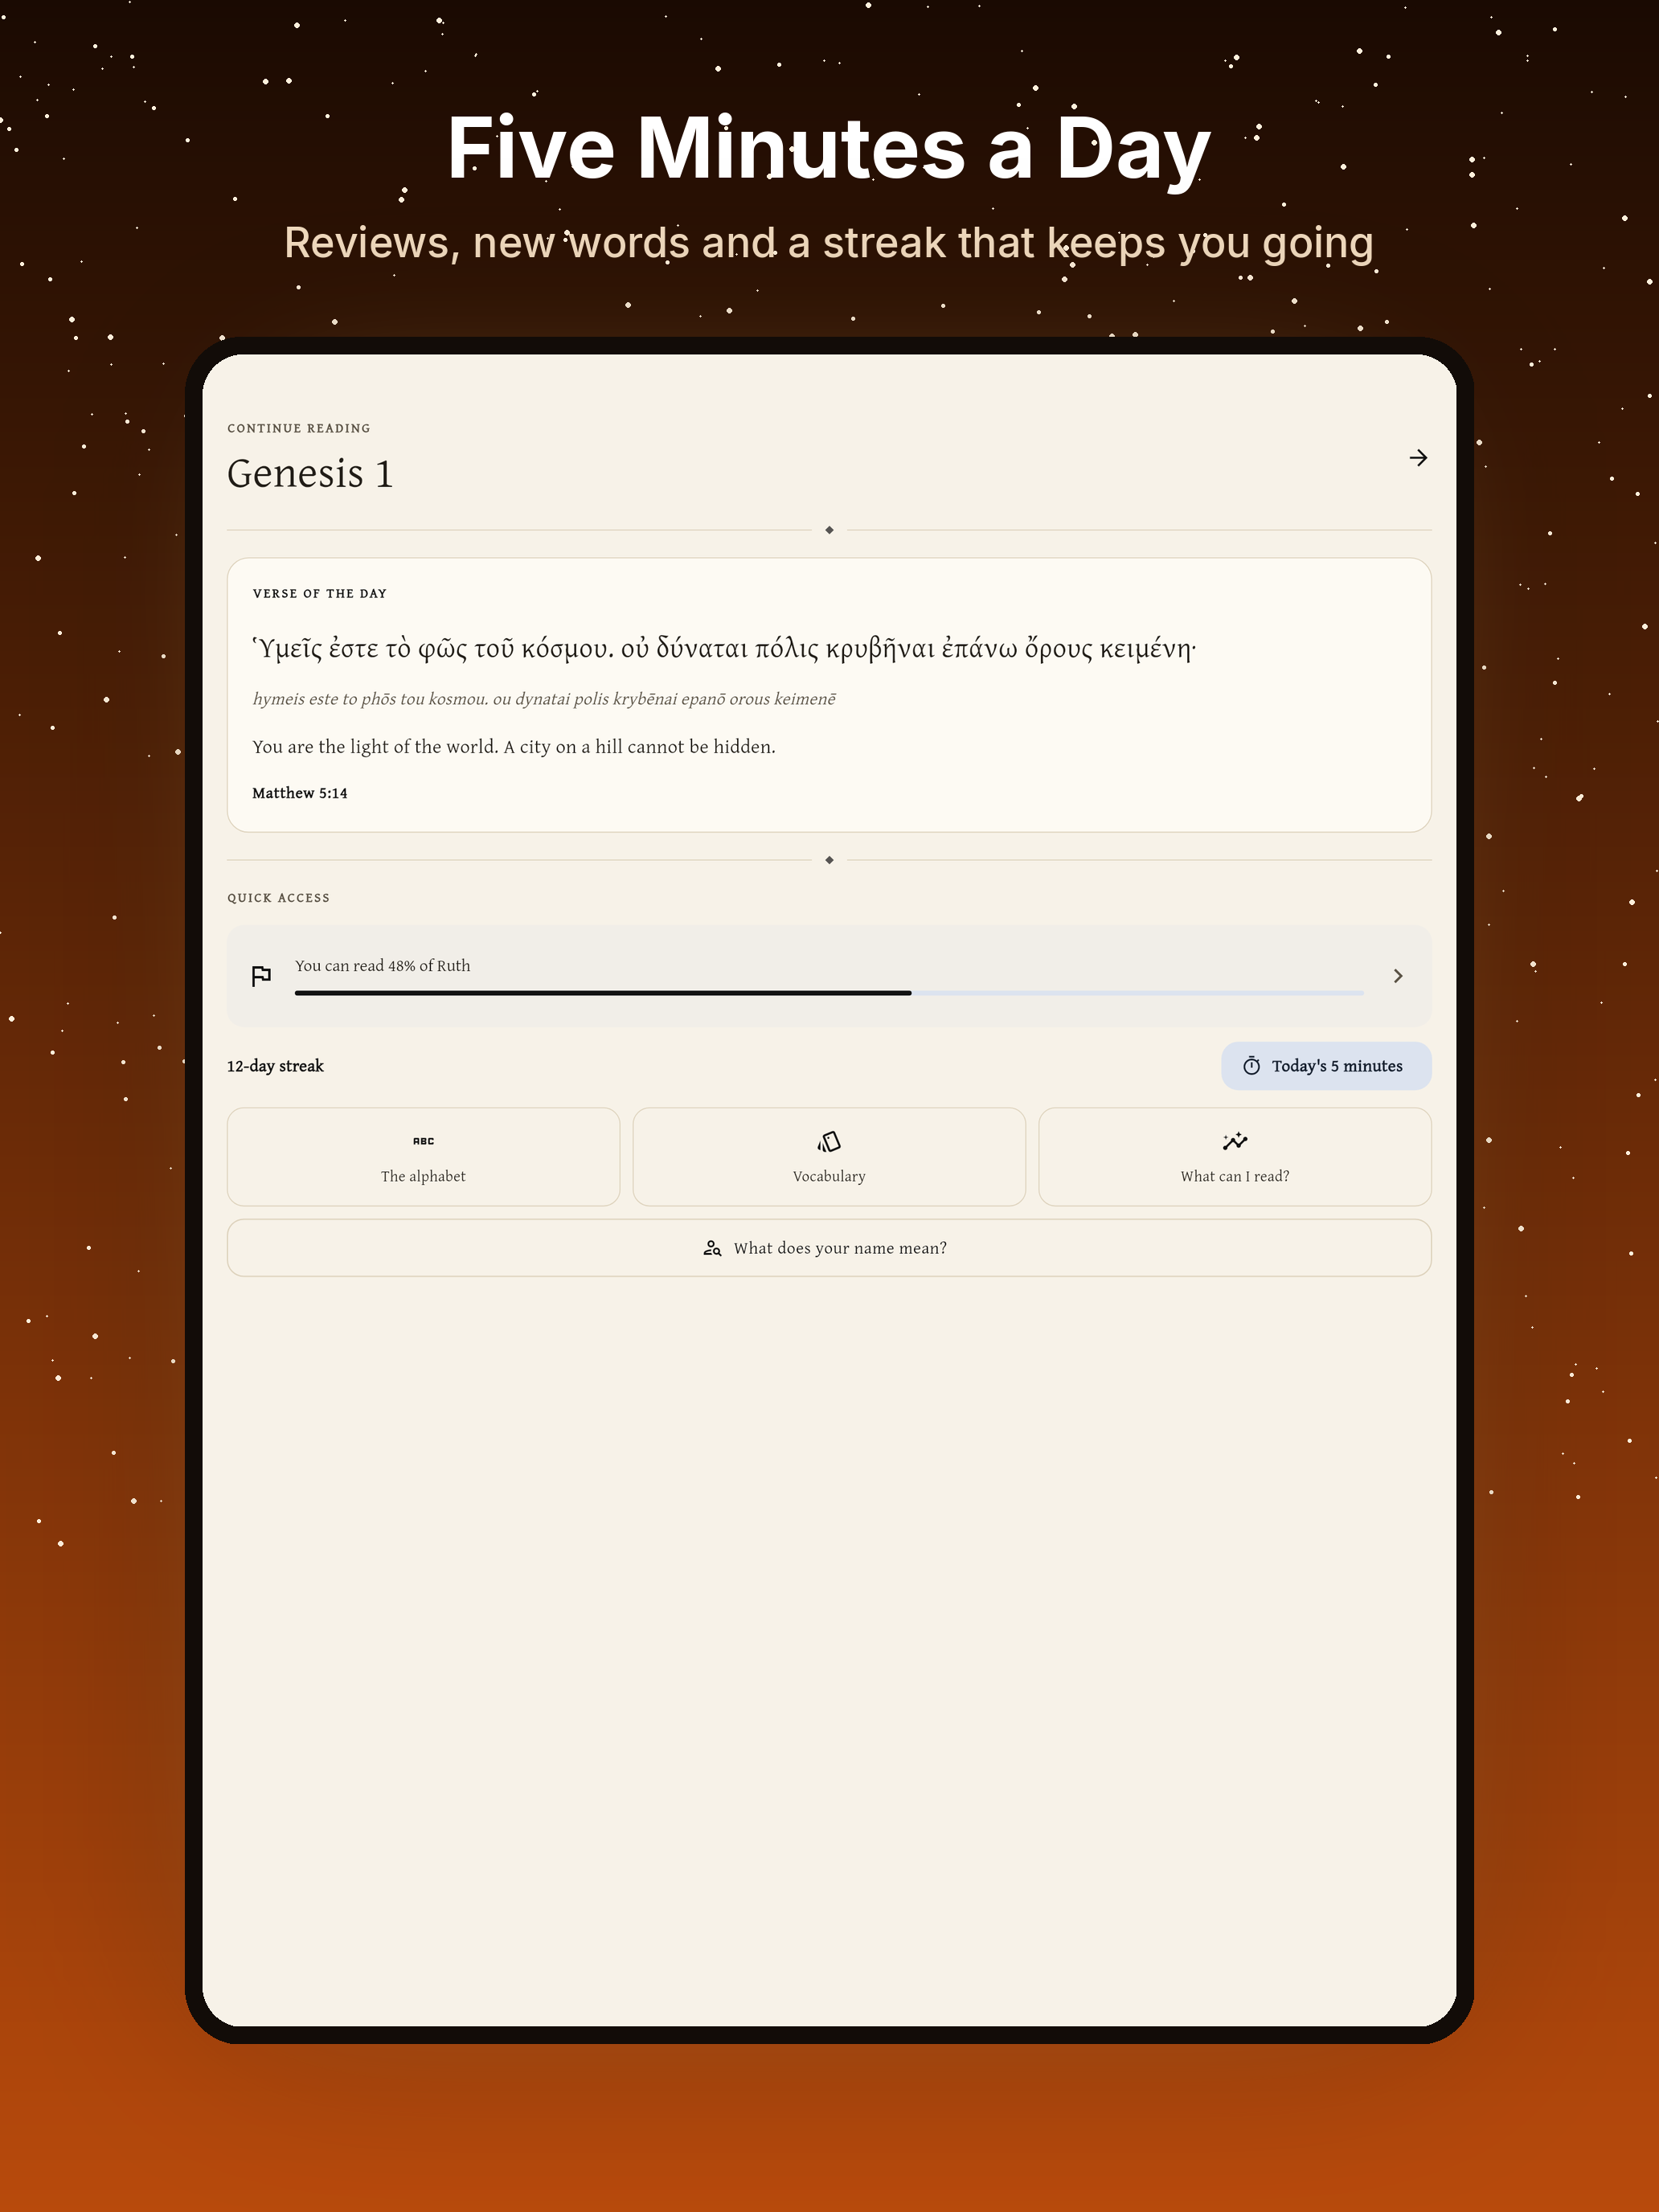 Five Minutes a Day
Reviews, new words and a streak that keeps you going
CONTINUE READING
Genesis 1
VERSE OF THE DAY
Ὑμεῖς ἐστε τὸ φῶς τοῦ κόσμου. οὐ δύναται πόλις κρυβῆναι ἐπάνω ὄρους κειμένη·
hymeis este to phōs tou kosmou. ou dynatai polis krybēnai epanō orous keimenē
You are the light of the world. A city on a hill cannot be hidden.
Matthew 5:14
QUICK ACCESS
You can read 48% of Ruth
12-day streak
Today's 5 minutes
ABC
The alphabet
Vocabulary
What can I read?
What does your name mean?